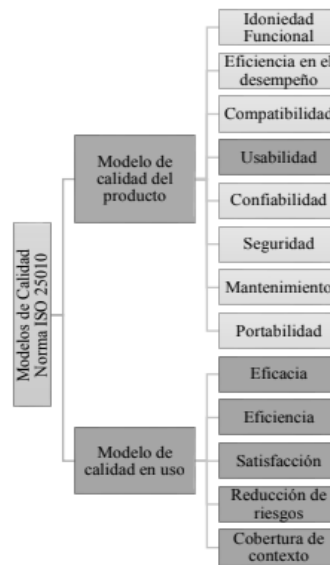 Modelos de Calidad
Norma ISO 25010
Modelo de
calidad del
producto
Idoniedad
Funcional
Eficiencia en el
desempeño
Compatibilidad
Usabilidad
Confiabilidad
Seguridad
Mantenimiento
Portabilidad
Modelo de
calidad en uso
Eficacia
Eficiencia
Satisfacción
Reducción de
riesgos
Cobertura de
contexto